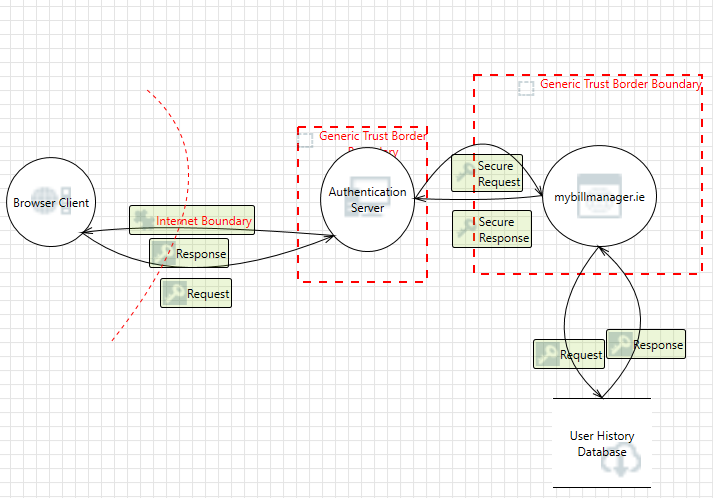 Generic Trust Border Boundary
Generic Trust Border
Boundary
Secure
Request
Authentication
Server
mybillmanager.ie
Browser Client
Internet Boundary
Secure
Response
Response
Request
Request
Response
User History
Database